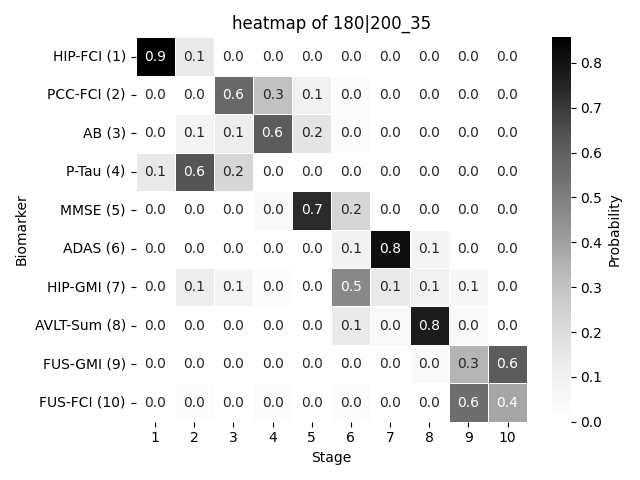 heatmap of 180|200_35
HIP-FCI (1) 0.9 0.1 0.0 0.0 0.0 0.0 0.0 0.0 0.0 0.0
PCC-FCI (2) 0.0 0.0 0.6 0.3 0.1 0.0 0.0 0.0 0.0 0.0
AB (3) 0.0 0.1 0.1 0.6 0.2 0.0 0.0 0.0 0.0 0.0
P-Tau (4) 0.1 0.6 0.2 0.0 0.0 0.0 0.0 0.0 0.0 0.0
MMSE (5) 0.0 0.0 0.0 0.0 0.7 0.2 0.0 0.0 0.0 0.0
ADAS (6) 0.0 0.0 0.0 0.0 0.0 0.1 0.8 0.1 0.0 0.0
HIP-GMI (7) 0.0 0.1 0.1 0.0 0.0 0.5 0.1 0.1 0.1 0.0
AVLT-Sum (8) 0.0 0.0 0.0 0.0 0.0 0.1 0.0 0.8 0.0 0.0
FUS-GMI (9) 0.0 0.0 0.0 0.0 0.0 0.0 0.0 0.0 0.3 0.6
FUS-FCI (10) 0.0 0.0 0.0 0.0 0.0 0.0 0.0 0.0 0.6 0.4
1 2 3 4 5 6 7 8 9 10
Stage
Biomarker
0.8
0.7
0.6
0.5
0.4
0.3
0.2
0.1
0.0
Probability